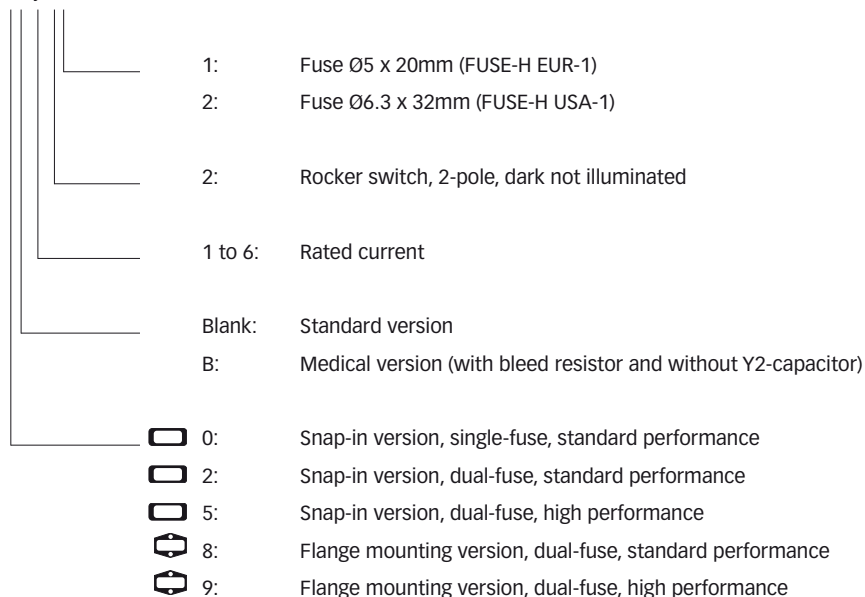 1: Fuse Ø5 x 20mm (FUSE-H EUR-1)
2: Fuse Ø6.3 x 32mm (FUSE-H USA-1)
2: Rocker switch, 2-pole, dark not illuminated
1 to 6: Rated current
Blank: Standard version
B: Medical version (with bleed resistor and without Y2-capacitor)
0: Snap-in version, single-fuse, standard performance
2: Snap-in version, dual-fuse, standard performance
5: Snap-in version, dual-fuse, high performance
8: Flange mounting version, dual-fuse, standard performance
9: Flange mounting version, dual-fuse, high performance